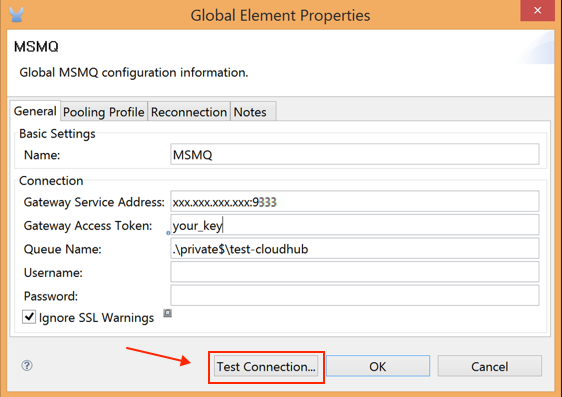 Global Element Properties
MSMQ
Global MSMQ configuration information.
General Pooling Profile Reconnection Notes
Basic Settings
Name: MSMQ
Connection
Gateway Service Address: xxx.xxx.xxx.xxx:9333
Gateway Access Token: your_key
Queue Name: .\private$\test-cloudhub
Username:
Password:
Ignore SSL Warnings
Test Connection... OK Cancel